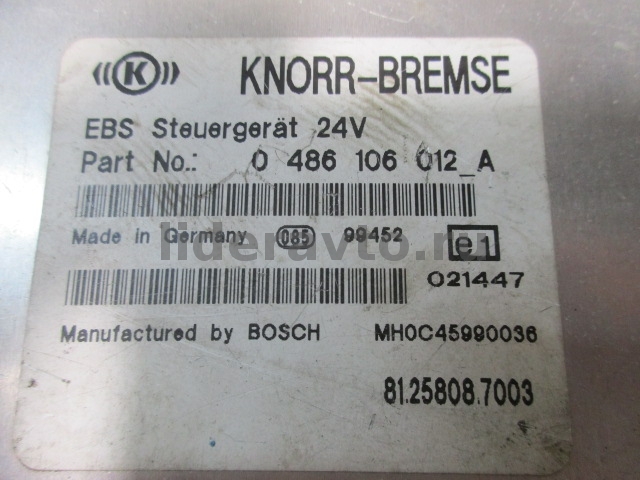 ((K)) KNORR-BREMSE
EBS Steuergerät 24V
Part No.: 0 486 106 012_A
Made in Germany 085 99452 e1
lideravto.ru
021447
Manufactured by BOSCH MH0C45990036
81.25808.7003